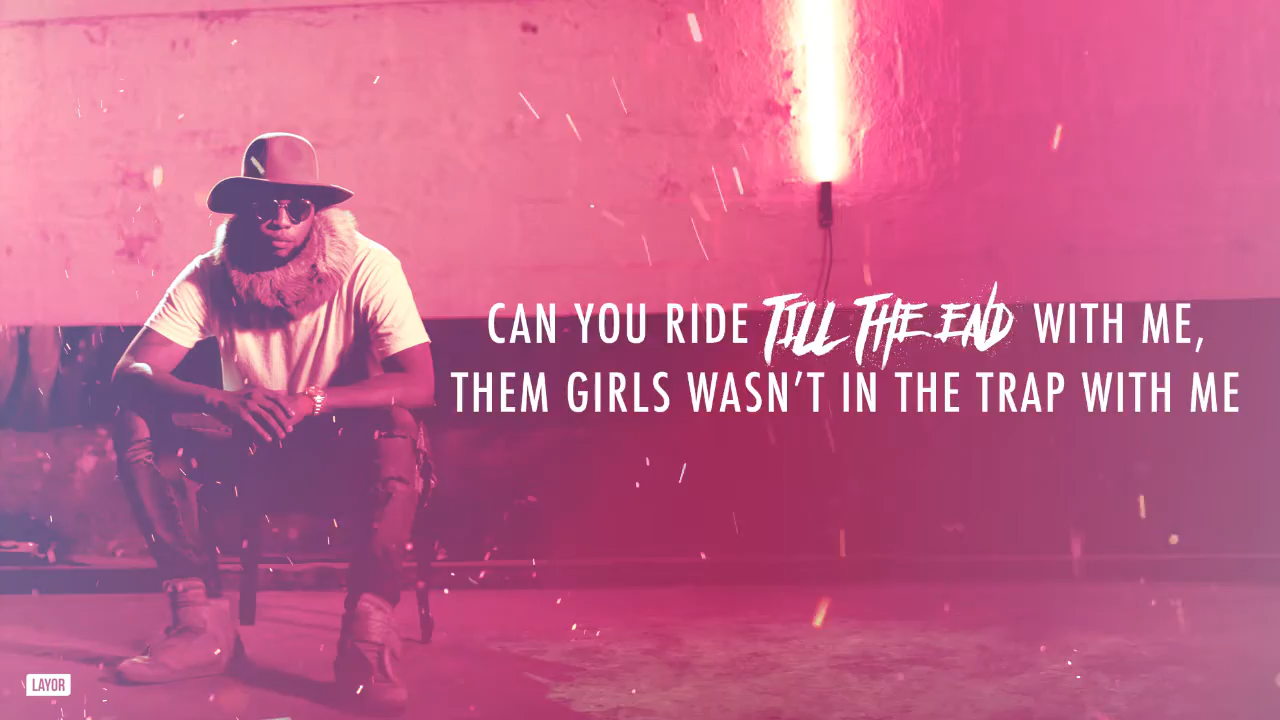 CAN YOU RIDE TILL THE END WITH ME,
THEM GIRLS WASN'T IN THE TRAP WITH ME
LAYOR